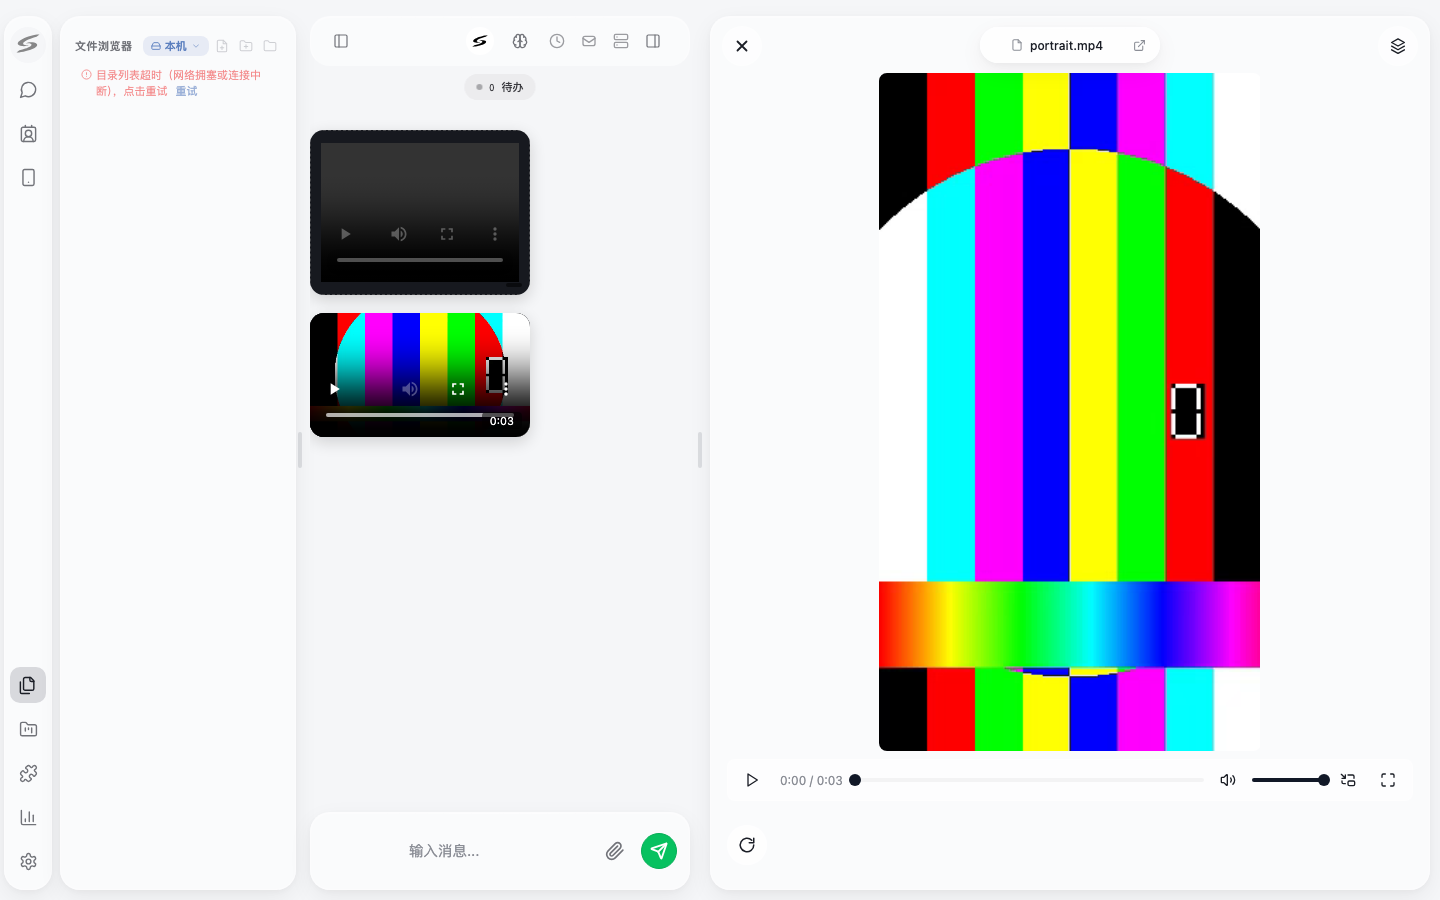 文件浏览器
本机
目录列表超时（网络拥塞或连接中
断），点击重试 重试
0 待办
0:03
输入消息...
portrait.mp4
0
0:00 / 0:03